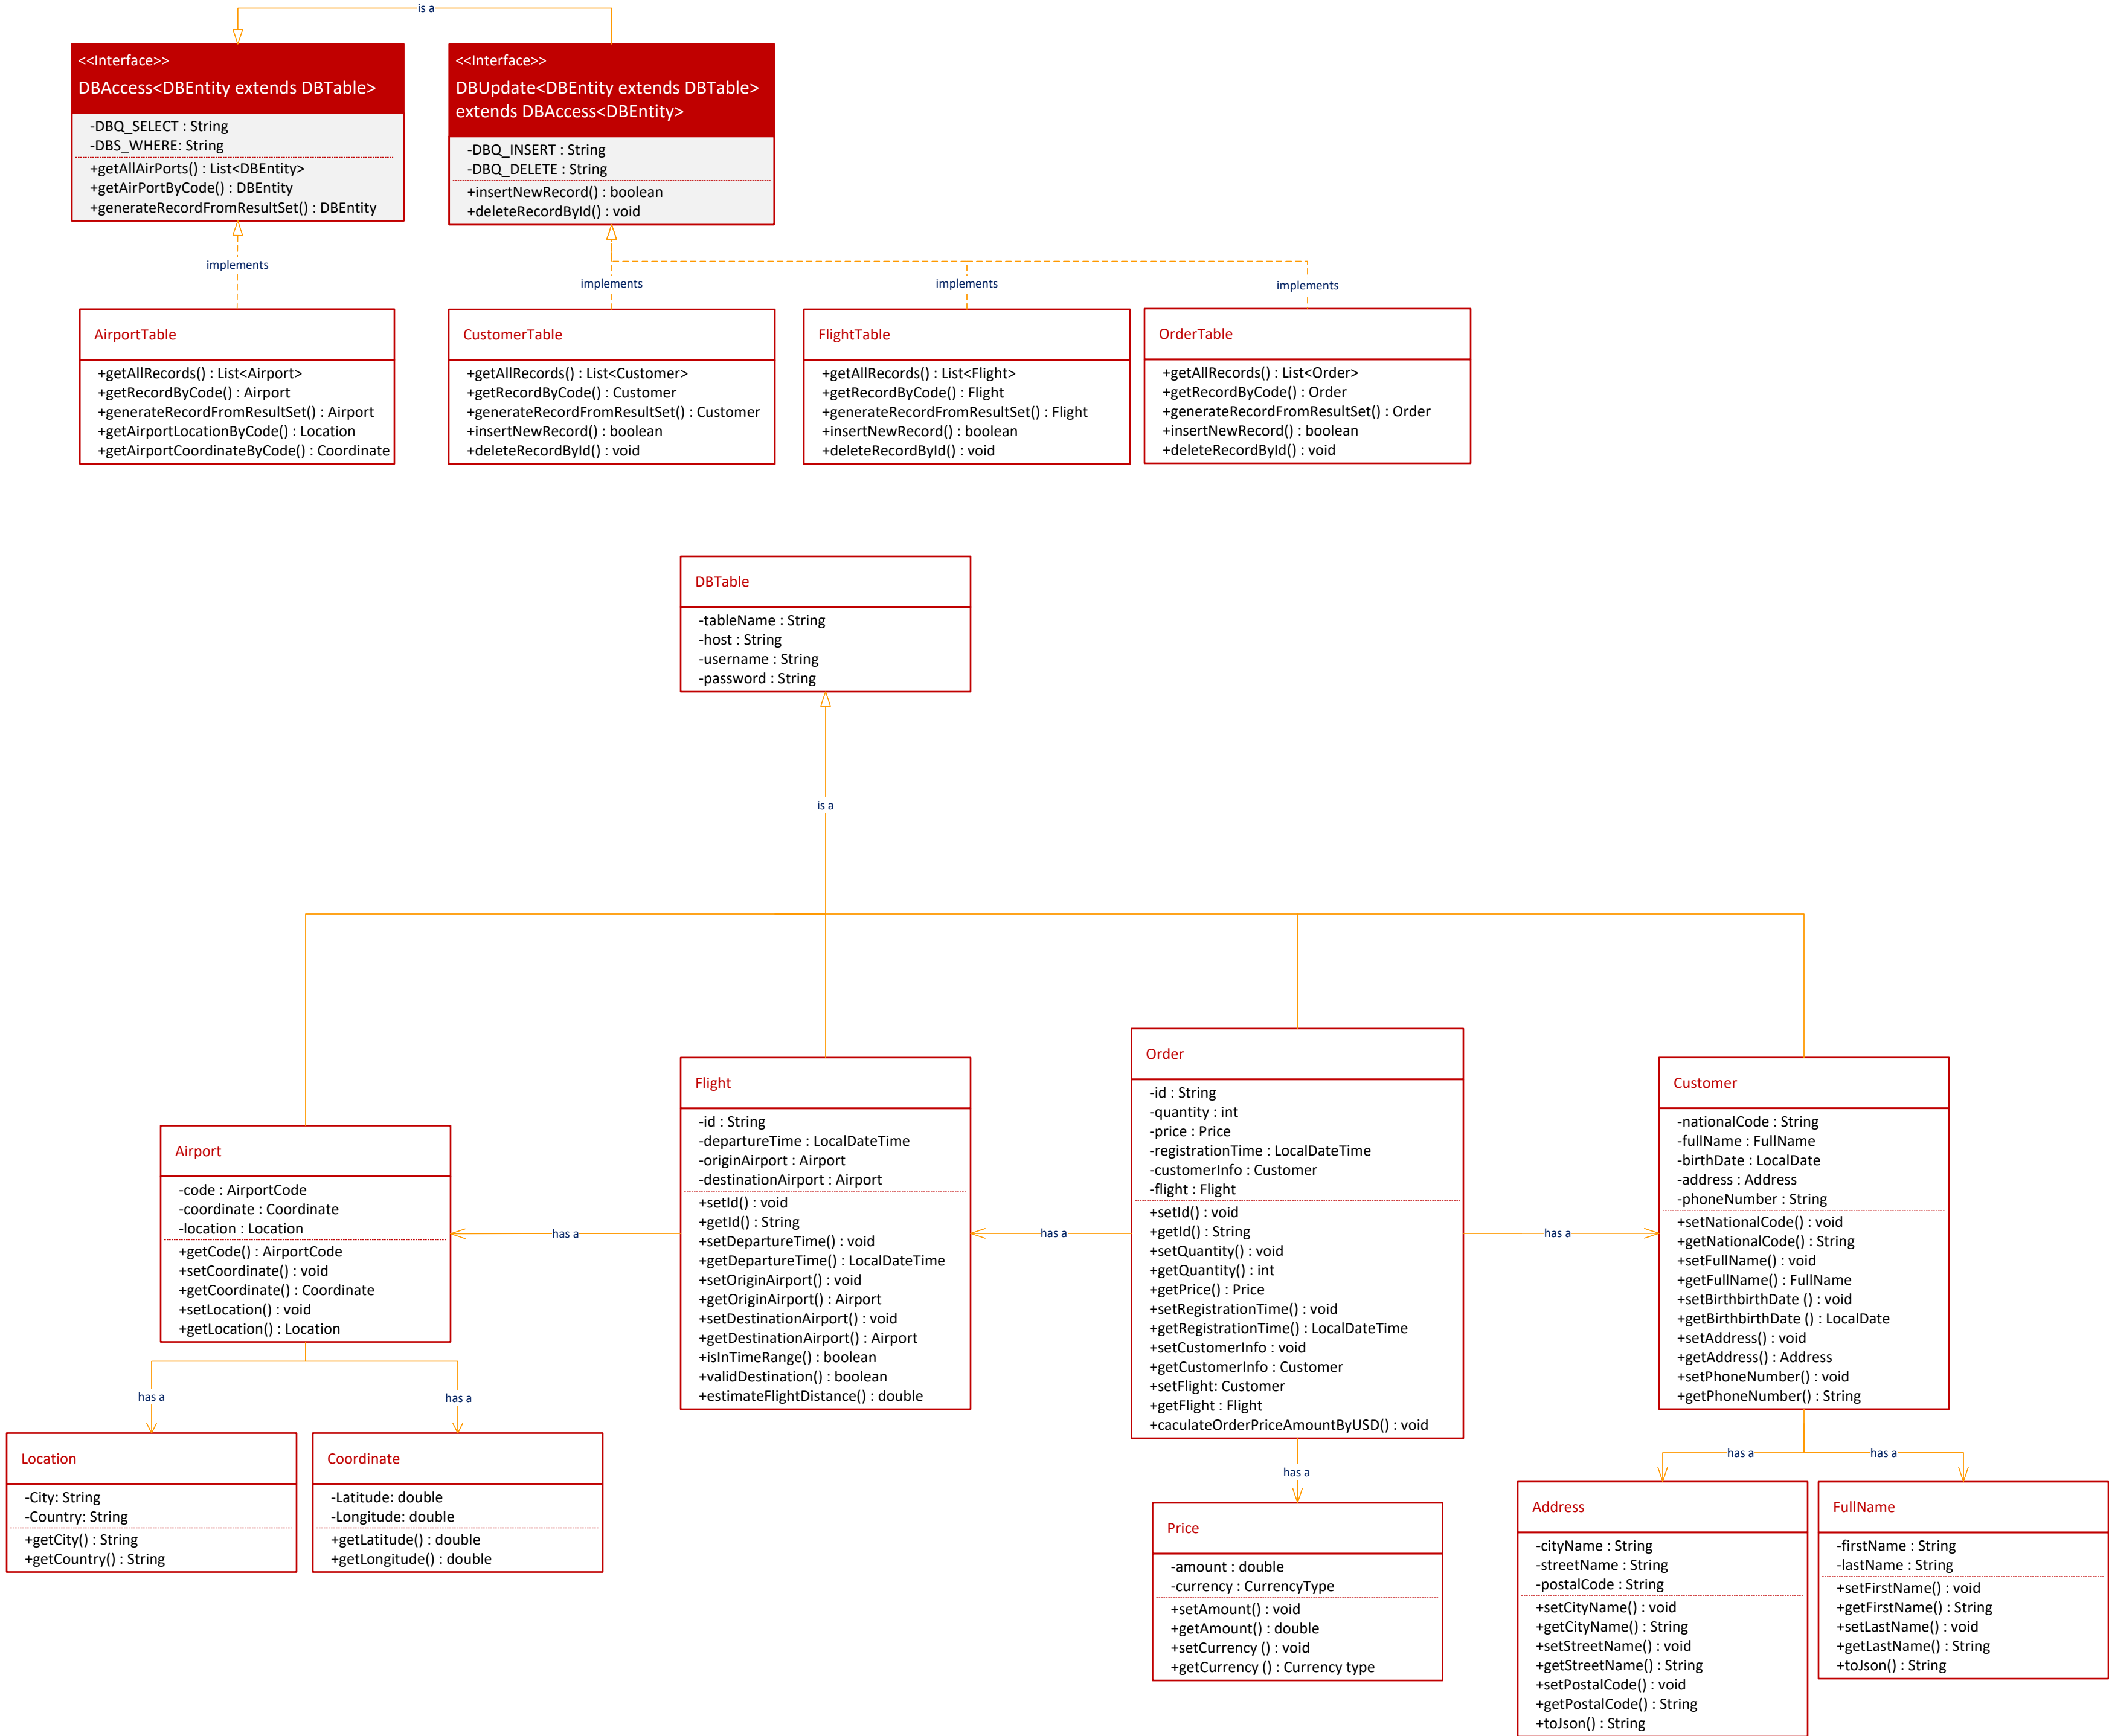 is a
<<Interface>>
DBAccess<DBEntity extends DBTable>
-DBQ_SELECT : String
-DBS_WHERE: String
+getAllAirPorts() : List<DBEntity>
+getAirPortByCode() : DBEntity
+generateRecordFromResultSet() : DBEntity
<<Interface>>
DBUpdate<DBEntity extends DBTable>
extends DBAccess<DBEntity>
-DBQ_INSERT : String
-DBQ_DELETE : String
+insertNewRecord() : boolean
+deleteRecordById() : void
implements
implements
implements
implements
AirportTable
+getAllRecords() : List<Airport>
+getRecordByCode() : Airport
+generateRecordFromResultSet() : Airport
+getAirportLocationByCode() : Location
+getAirportCoordinateByCode() : Coordinate
CustomerTable
+getAllRecords() : List<Customer>
+getRecordByCode() : Customer
+generateRecordFromResultSet() : Customer
+insertNewRecord() : boolean
+deleteRecordById() : void
FlightTable
+getAllRecords() : List<Flight>
+getRecordByCode() : Flight
+generateRecordFromResultSet() : Flight
+insertNewRecord() : boolean
+deleteRecordById() : void
OrderTable
+getAllRecords() : List<Order>
+getRecordByCode() : Order
+generateRecordFromResultSet() : Order
+insertNewRecord() : boolean
+deleteRecordById() : void
DBTable
-tableName : String
-host : String
-username : String
-password : String
is a
Airport
-code : AirportCode
-coordinate : Coordinate
-location : Location
+getCode() : AirportCode
+setCoordinate() : void
+getCoordinate() : Coordinate
+setLocation() : void
+getLocation() : Location
has a
Flight
-id : String
-departureTime : LocalDateTime
-originAirport : Airport
-destinationAirport : Airport
+setId() : void
+getId() : String
+setDepartureTime() : void
+getDepartureTime() : LocalDateTime
+setOriginAirport() : void
+getOriginAirport() : Airport
+setDestinationAirport() : void
+getDestinationAirport() : Airport
+isInTimeRange() : boolean
+validDestination() : boolean
+estimateFlightDistance() : double
has a
Order
-id : String
-quantity : int
-price : Price
-registrationTime : LocalDateTime
-customerInfo : Customer
-flight : Flight
+setId() : void
+getId() : String
+setQuantity() : void
+getQuantity() : int
+getPrice() : Price
+setRegistrationTime() : void
+getRegistrationTime() : LocalDateTime
+setCustomerInfo : void
+getCustomerInfo : Customer
+setFlight: Customer
+getFlight : Flight
+caculateOrderPriceAmountByUSD() : void
has a
Customer
-nationalCode : String
-fullName : FullName
-birthDate : LocalDate
-address : Address
-phoneNumber : String
+setNationalCode() : void
+getNationalCode() : String
+setFullName() : void
+getFullName() : FullName
+setBirthbirthDate () : void
+getBirthbirthDate () : LocalDate
+setAddress() : void
+getAddress() : Address
+setPhoneNumber() : void
+getPhoneNumber() : String
has a
has a
has a
has a
has a
Location
-City: String
-Country: String
+getCity() : String
+getCountry() : String
Coordinate
-Latitude: double
-Longitude: double
+getLatitude() : double
+getLongitude() : double
Price
-amount : double
-currency : CurrencyType
+setAmount() : void
+getAmount() : double
+setCurrency () : void
+getCurrency () : Currency type
Address
-cityName : String
-streetName : String
-postalCode : String
+setCityName() : void
+getCityName() : String
+setStreetName() : void
+getStreetName() : String
+setPostalCode() : void
+getPostalCode() : String
+toJson() : String
FullName
-firstName : String
-lastName : String
+setFirstName() : void
+getFirstName() : String
+setLastName() : void
+getLastName() : String
+toJson() : String